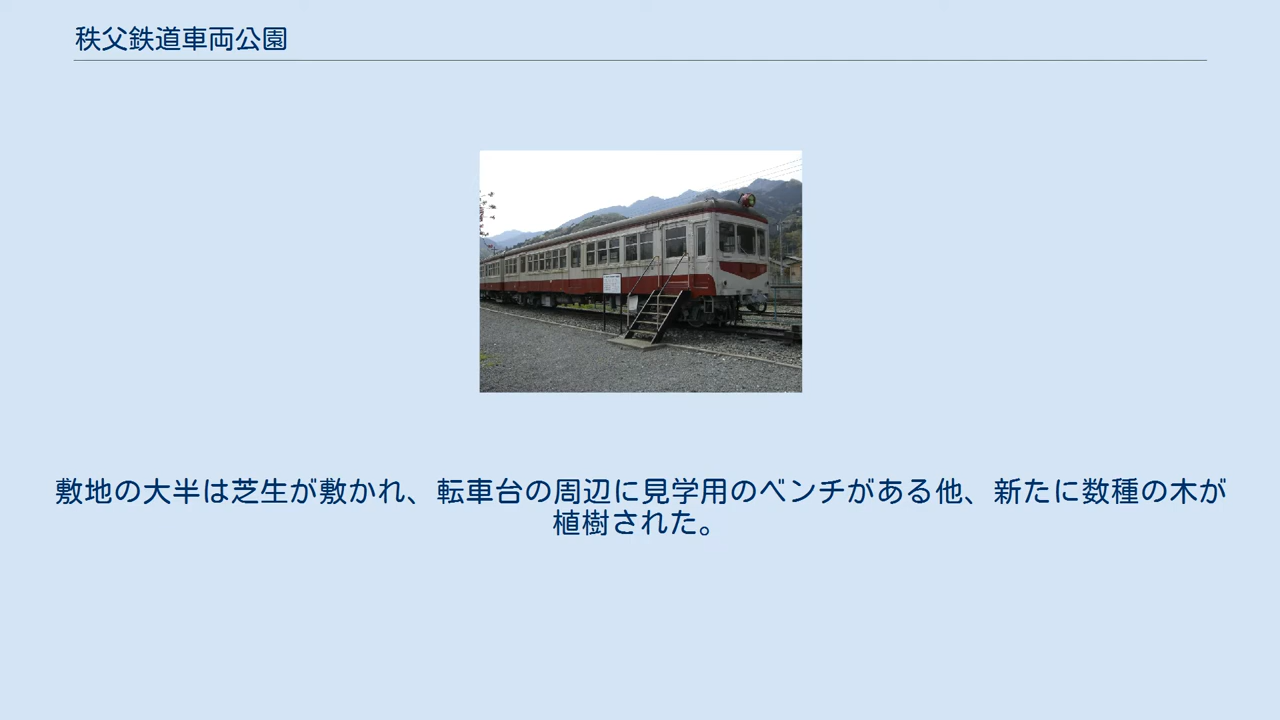 秩父鉄道車両公園
敷地の大半は芝生が敷かれ、転車台の周辺に見学用のベンチがある他、新たに数種の木が
植樹された。